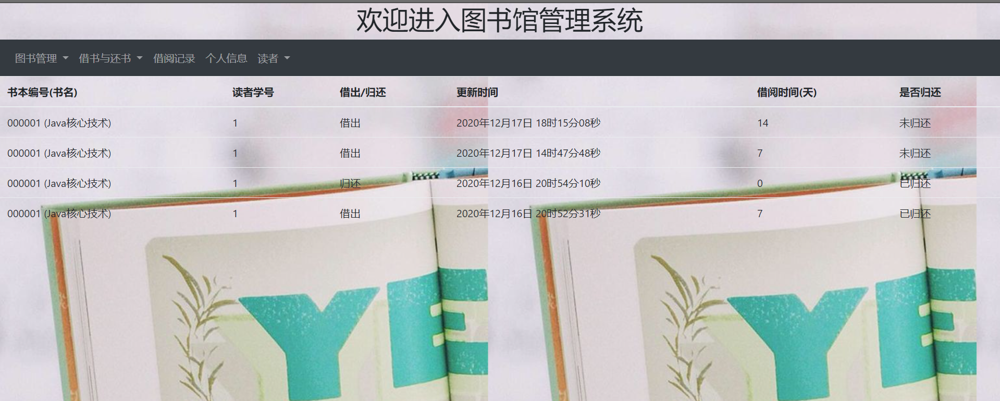 欢迎进入图书馆管理系统
图书管理 借书与还书 借阅记录 个人信息 读者
书本编号(书名) 读者学号 借出/归还 更新时间 借阅时间(天) 是否归还
000001 (Java核心技术) 1 借出 2020年12月17日 18时15分08秒 14 未归还
000001 (Java核心技术) 1 借出 2020年12月17日 14时47分48秒 7 未归还
000001 (Java核心技术) 1 归还 2020年12月16日 20时54分10秒 0 已归还
000001 (Java核心技术) 1 借出 2020年12月16日 20时52分31秒 7 已归还
YE YE